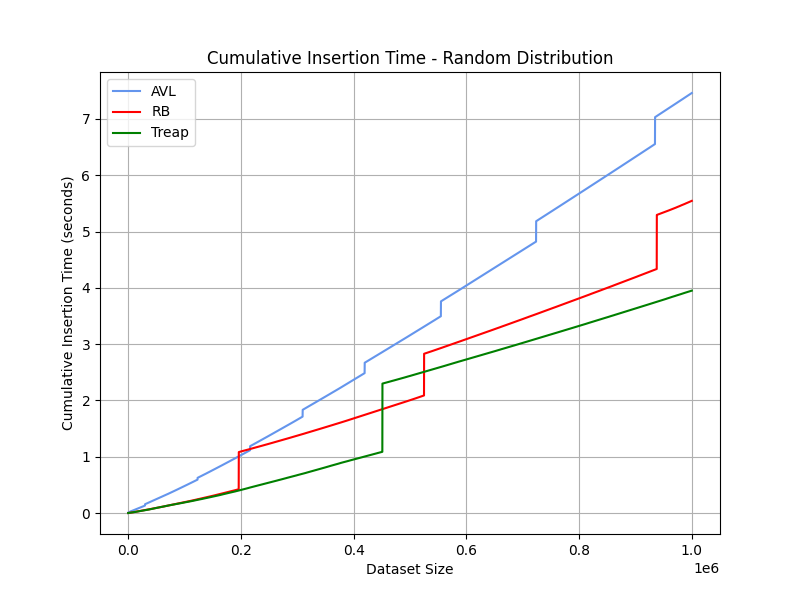 Cumulative Insertion Time - Random Distribution
AVL
RB
Treap
Cumulative Insertion Time (seconds)
7
6
5
4
3
2
1
0
0.0
0.2
0.4
0.6
0.8
1.0
1e6
Dataset Size